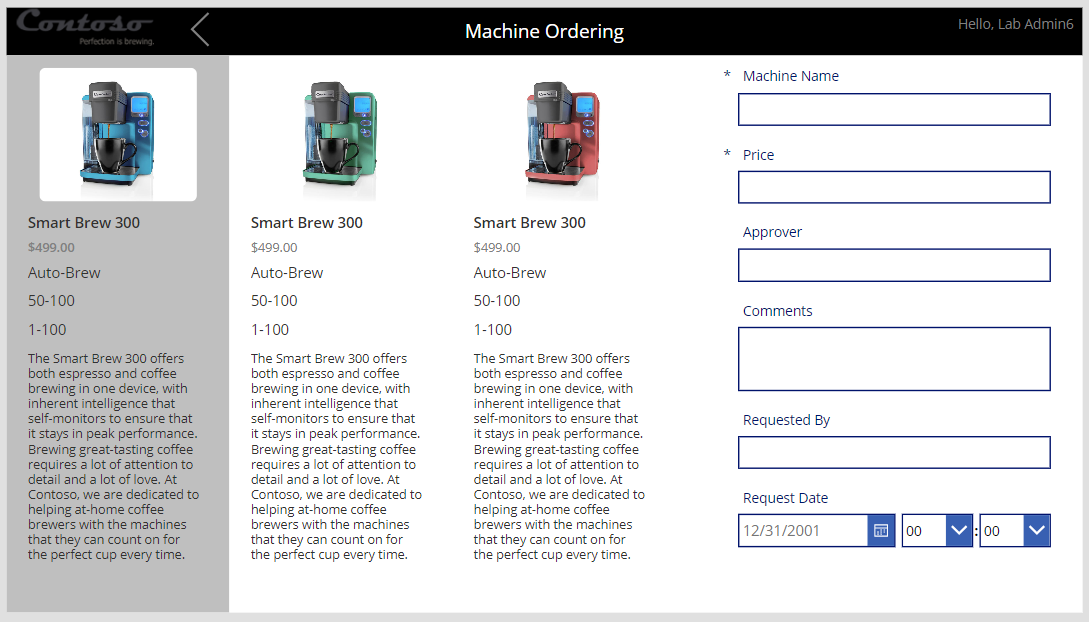 Contoso
Perfection is brewing.
Machine Ordering
Hello, Lab Admin6
Smart Brew 300
$499.00
Auto-Brew
50-100
1-100
The Smart Brew 300 offers
both espresso and coffee
brewing in one device, with
inherent intelligence that
self-monitors to ensure that
it stays in peak performance.
Brewing great-tasting coffee
requires a lot of attention to
detail and a lot of love. At
Contoso, we are dedicated to
helping at-home coffee
brewers with the machines
that they can count on for
the perfect cup every time.
Smart Brew 300
$499.00
Auto-Brew
50-100
1-100
The Smart Brew 300 offers
both espresso and coffee
brewing in one device, with
inherent intelligence that
self-monitors to ensure that
it stays in peak performance.
Brewing great-tasting coffee
requires a lot of attention to
detail and a lot of love. At
Contoso, we are dedicated to
helping at-home coffee
brewers with the machines
that they can count on for
the perfect cup every time.
Smart Brew 300
$499.00
Auto-Brew
50-100
1-100
The Smart Brew 300 offers
both espresso and coffee
brewing in one device, with
inherent intelligence that
self-monitors to ensure that
it stays in peak performance.
Brewing great-tasting coffee
requires a lot of attention to
detail and a lot of love. At
Contoso, we are dedicated to
helping at-home coffee
brewers with the machines
that they can count on for
the perfect cup every time.
* Machine Name
* Price
Approver
Comments
Requested By
Request Date
12/31/2001 00 : 00